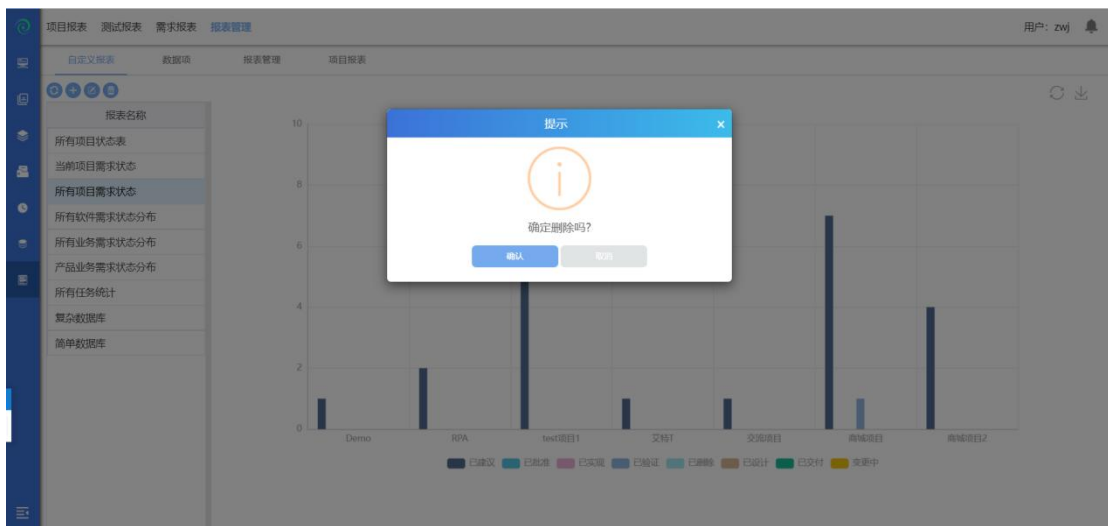 项目报表 测试报表 需求报表 报表管理 用户：zwj
自定义报表 数据项 报表管理 项目报表
报表名称
所有项目状态表
当前项目需求状态
所有项目需求状态
所有软件需求状态分布
所有业务需求状态分布
产品业务需求状态分布
所有任务统计
复杂数据库
简单数据库
提示 ×
确定删除吗?
确认 取消
10
8
6
4
2
0
Demo RPA test项目1 交流项目 商城项目 商城项目2
已建议 已批准 已实现 已验证 已删除 已设计 已交付 变更中